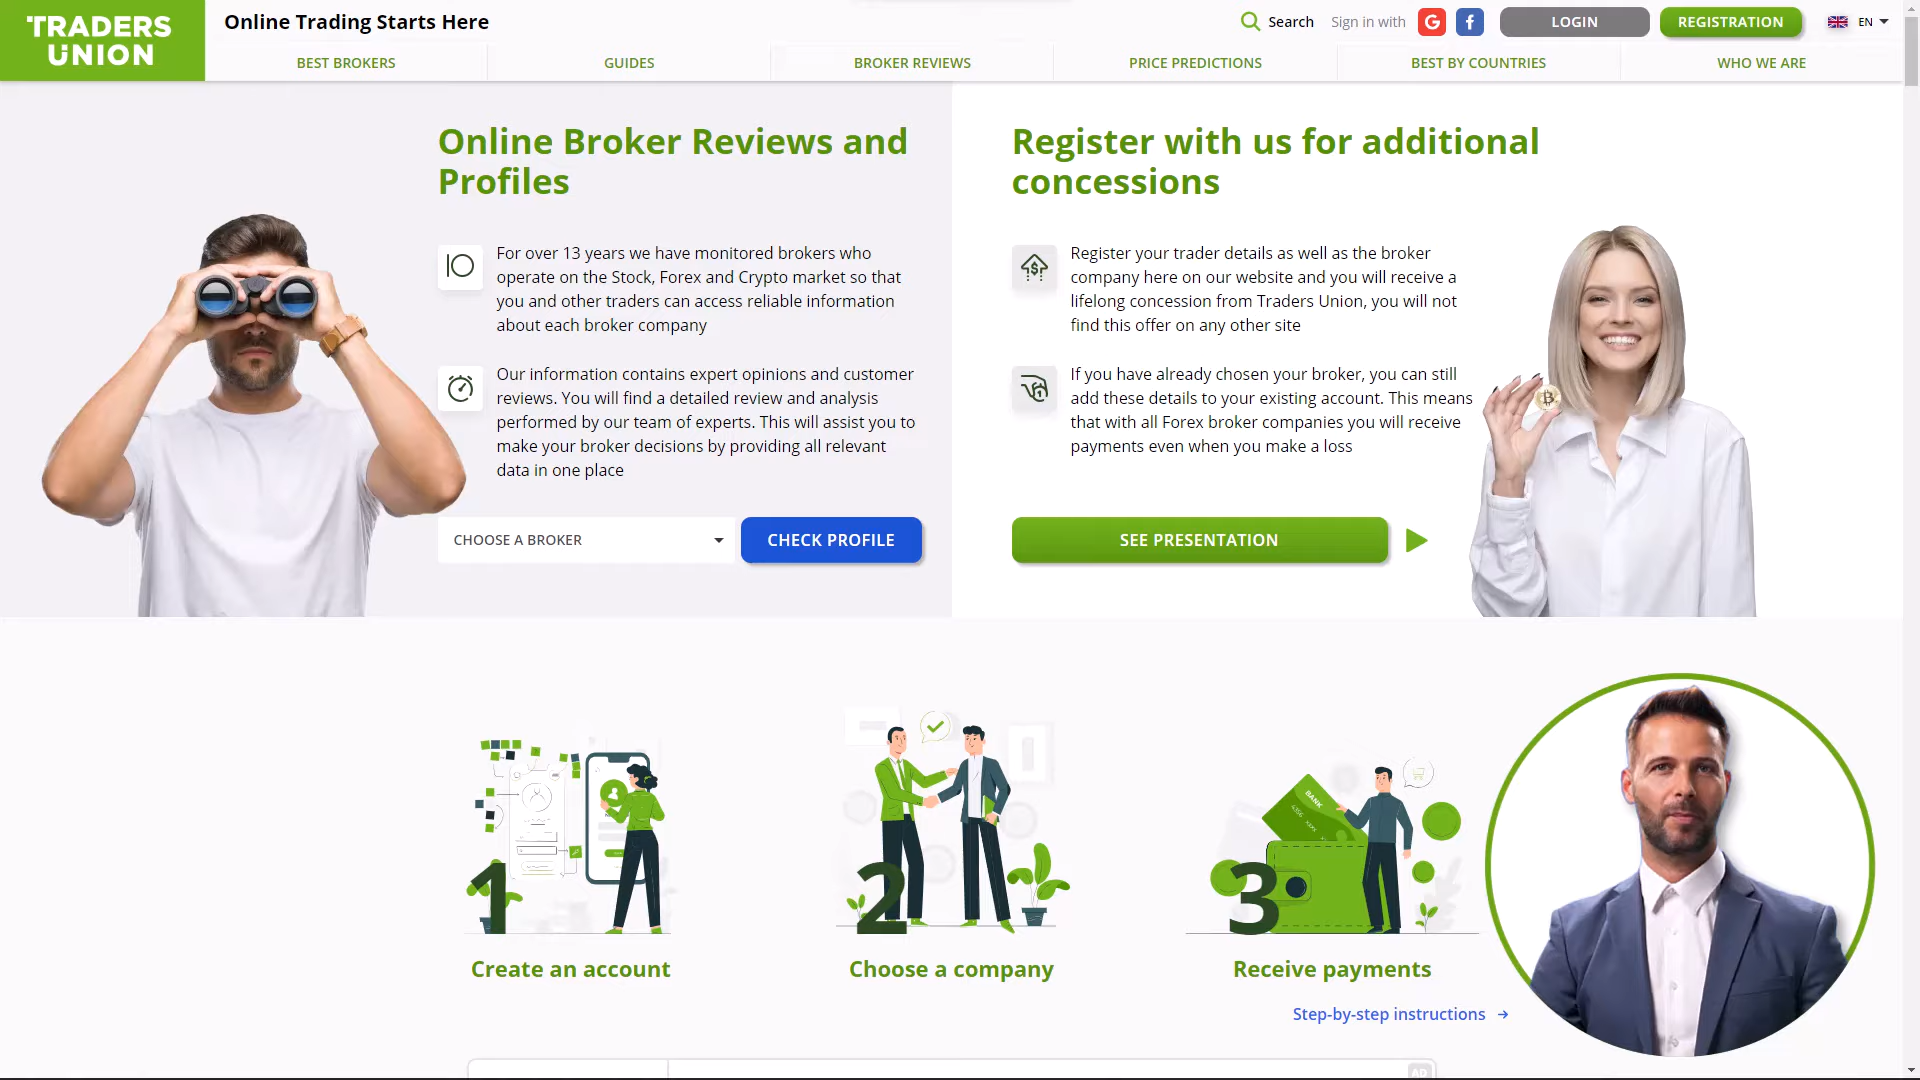 TRADERS
UNION
Online Trading Starts Here
Search
Sign in with
LOGIN
REGISTRATION
EN
BEST BROKERS
GUIDES
BROKER REVIEWS
PRICE PREDICTIONS
BEST BY COUNTRIES
WHO WE ARE
Online Broker Reviews and
Profiles
For over 13 years we have monitored brokers who
operate on the Stock, Forex and Crypto market so that
you and other traders can access reliable information
about each broker company
Our information contains expert opinions and customer
reviews. You will find a detailed review and analysis
performed by our team of experts. This will assist you to
make your broker decisions by providing all relevant
data in one place
CHOOSE A BROKER
CHECK PROFILE
Register with us for additional
concessions
Register your trader details as well as the broker
company here on our website and you will receive a
lifelong concession from Traders Union, you will not
find this offer on any other site
If you have already chosen your broker, you can still
add these details to your existing account. This means
that with all Forex broker companies you will receive
payments even when you make a loss
SEE PRESENTATION
1
Create an account
2
Choose a company
BANK
3
Receive payments
Step-by-step instructions
AD